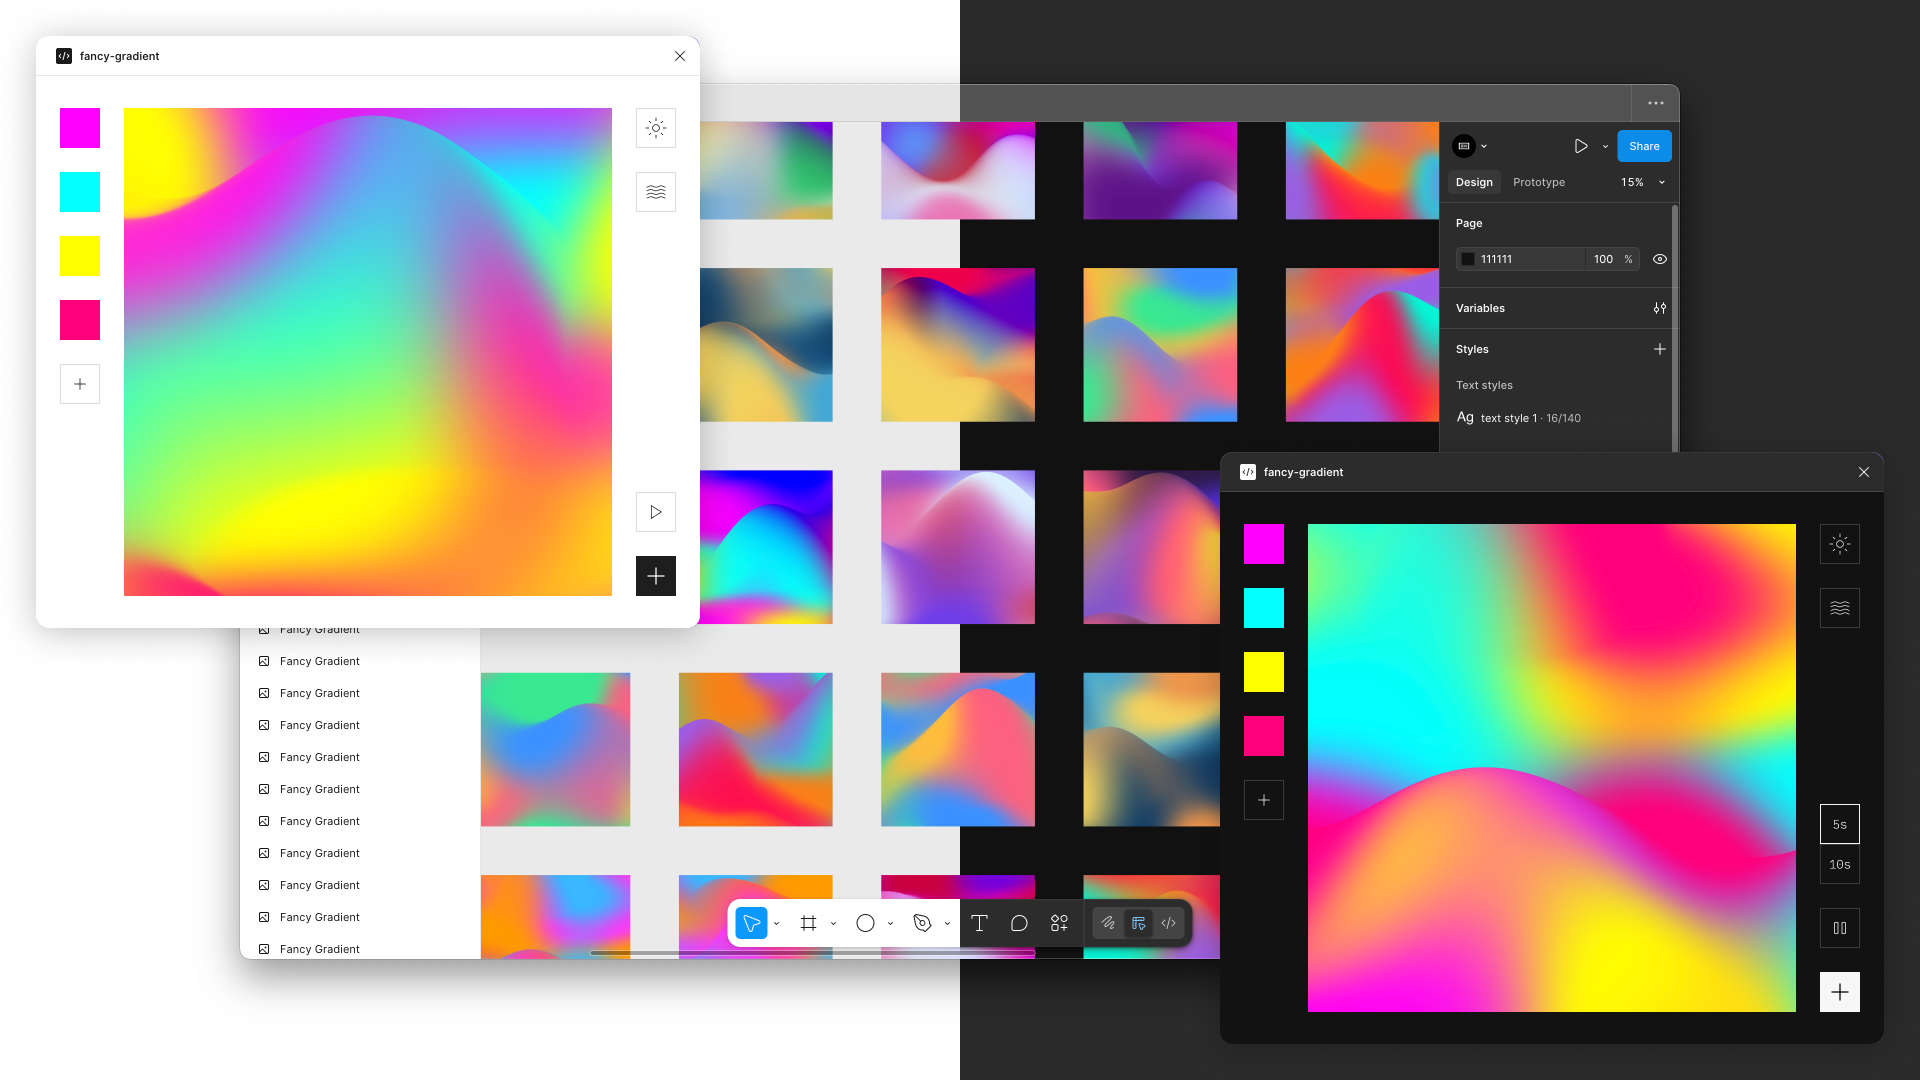 fancy-gradient
Share
Design
Prototype
15%
Page
111111
100
%
Variables
Styles
Text styles
Ag
text style 1 · 16/140
fancy-gradient
5s
10s
Fancy Gradient
Fancy Gradient
Fancy Gradient
Fancy Gradient
Fancy Gradient
Fancy Gradient
Fancy Gradient
Fancy Gradient
Fancy Gradient
Fancy Gradient
Fancy Gradient